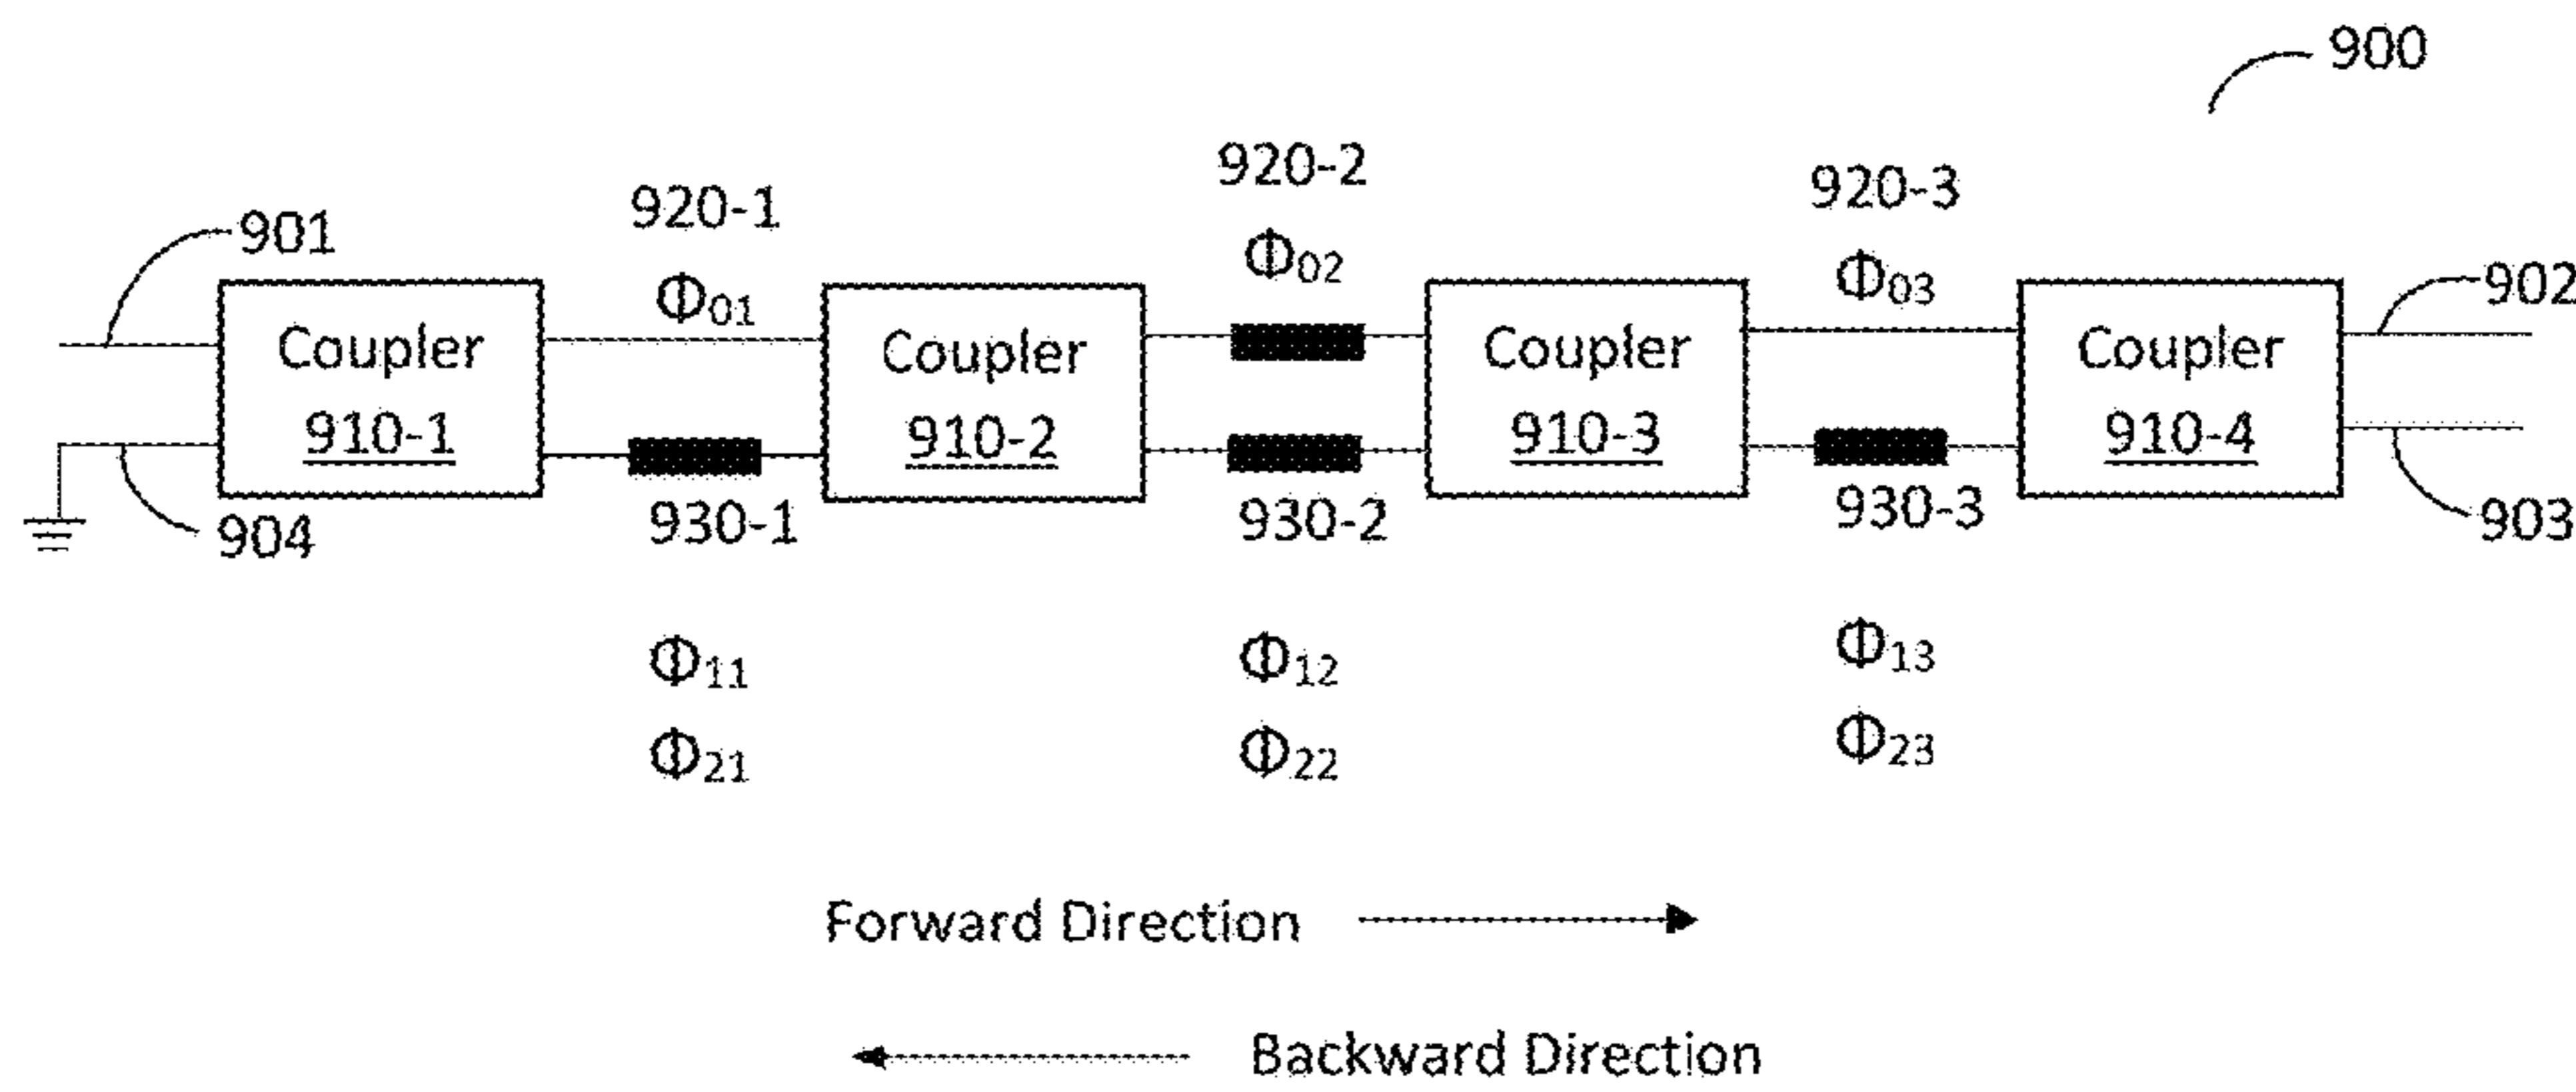 900
920-2
920-1
920-3
901
Φ02
Φ01
Φ03
902
Coupler
910-1
Coupler
910-2
Coupler
910-3
Coupler
910-4
904
930-1
930-2
930-3
903
Φ11
Φ12
Φ13
Φ21
Φ22
Φ23
Forward Direction
Backward Direction